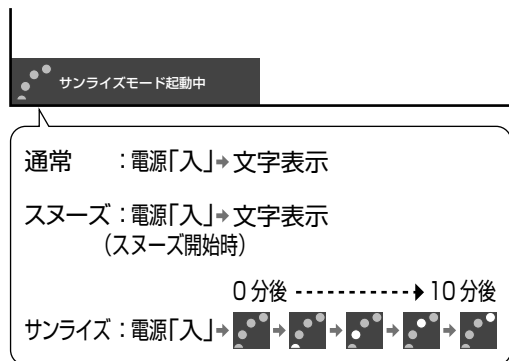 サンライズモード起動中
通常　：電源「入」➔文字表示
スヌーズ：電源「入」➔文字表示
（スヌーズ開始時）
0分後 ------------➔10分後
サンライズ：電源「入」➔ ➔ ➔ ➔ ➔